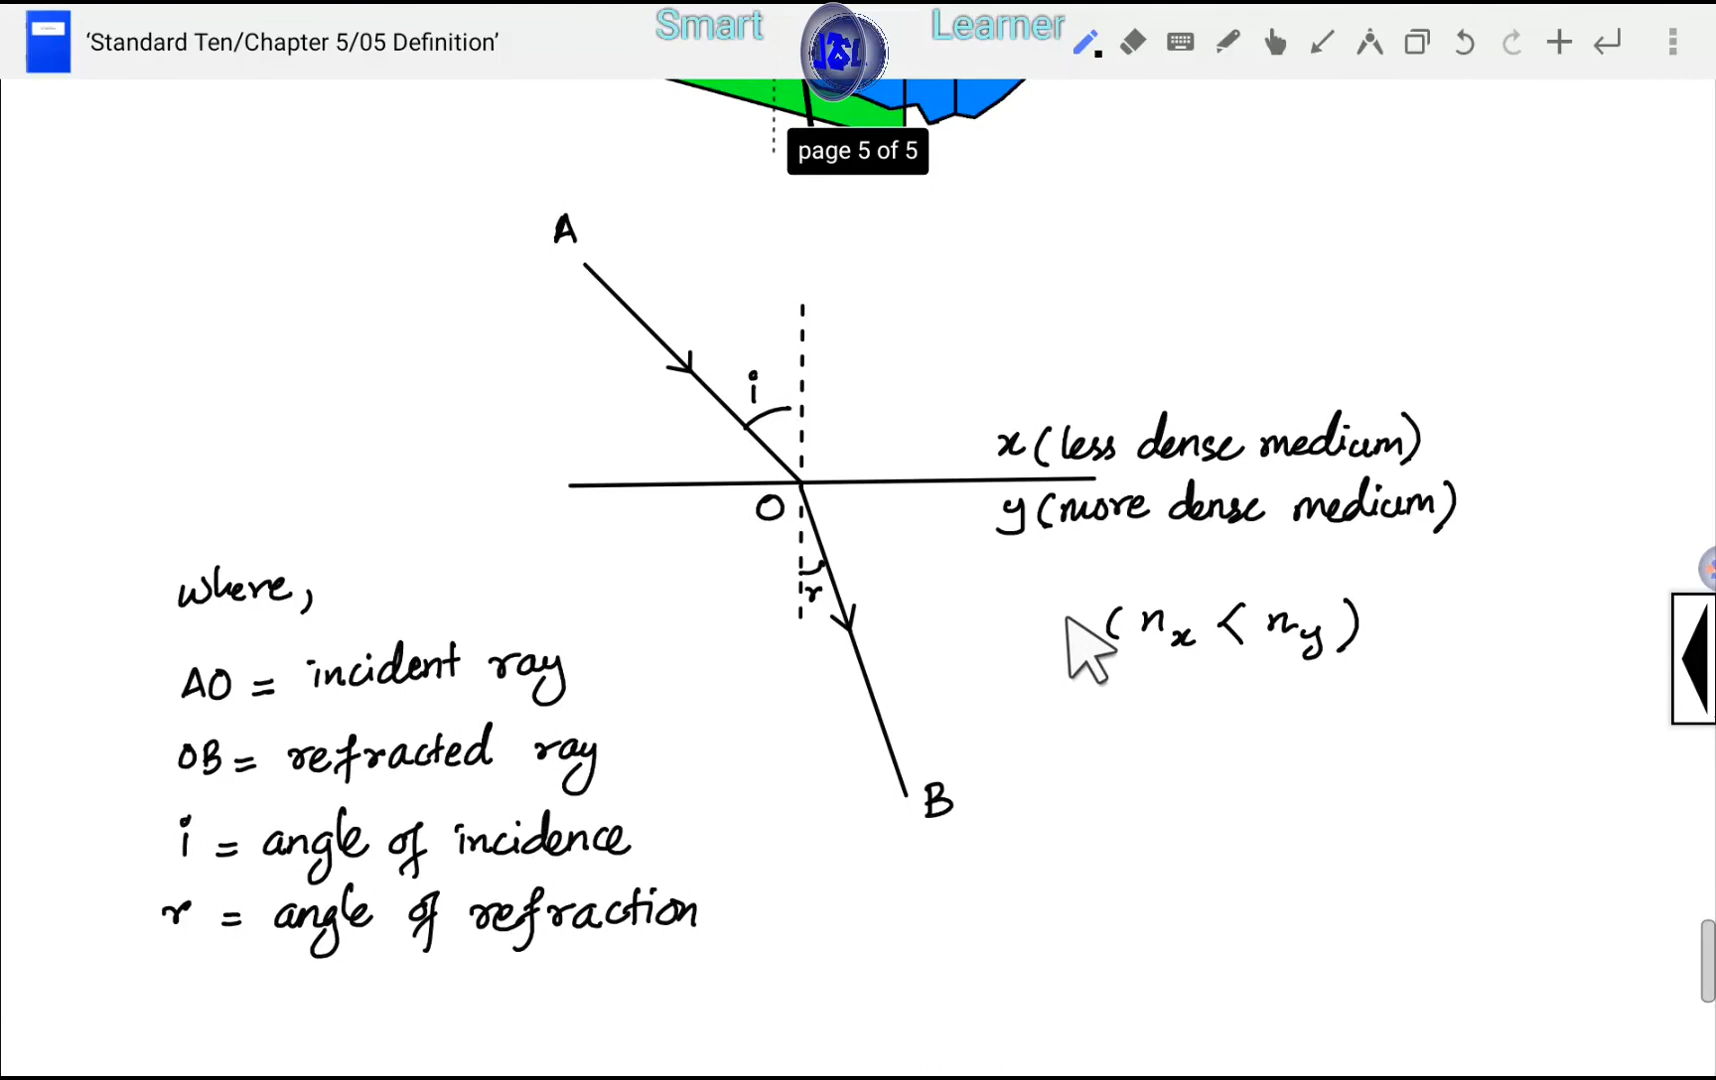 Smart Learner
'Standard Ten/Chapter 5/05 Definition'
page 5 of 5
A
i
x (less dense medium)
O
y (more dense medium)
r
where,
(nx < ny)
AO = incident ray
OB = refracted ray
B
i = angle of incidence
r = angle of refraction